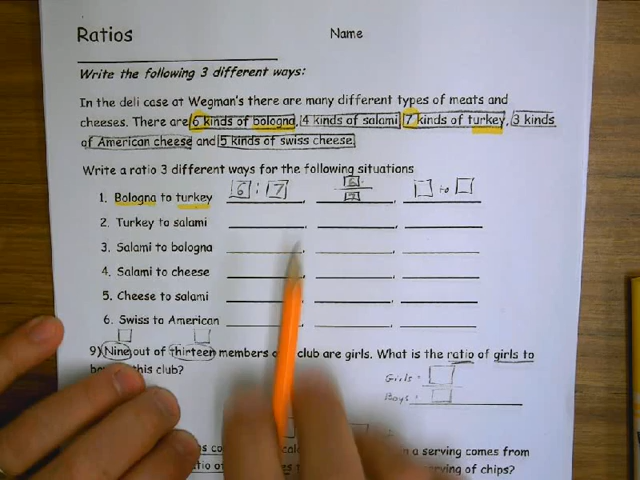 Ratios Name
Write the following 3 different ways:
In the deli case at Wegman's there are many different types of meats and
cheeses. There are 6 kinds of bologna, 4 kinds of salami, 7 kinds of turkey, 3 kinds
of American cheese and 5 kinds of swiss cheese.
Write a ratio 3 different ways for the following situations
1. Bologna to turkey 6 : 7, 6/7, to
2. Turkey to salami
3. Salami to bologna
4. Salami to cheese
5. Cheese to salami
6. Swiss to American
9) Nine out of thirteen members club are girls. What is the ratio of girls to
this club?
Girls =
Boys
in a serving comes from
serving of chips?